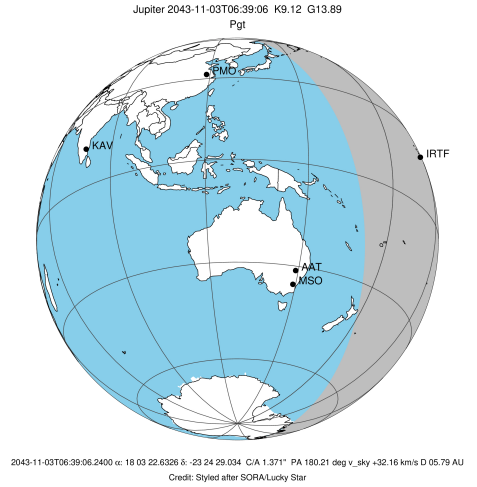 Jupiter 2043-11-03T06:39:06  K9.12  G13.89
Pgt
PMO
KAV
IRTF
AAT
MSO
2043-11-03T06:39:06.2400 α: 18 03 22.6326 δ: -23 24 29.034  C/A 1.371"  PA 180.21 deg v_sky +32.16 km/s D 05.79 AU
Credit: Styled after SORA/Lucky Star